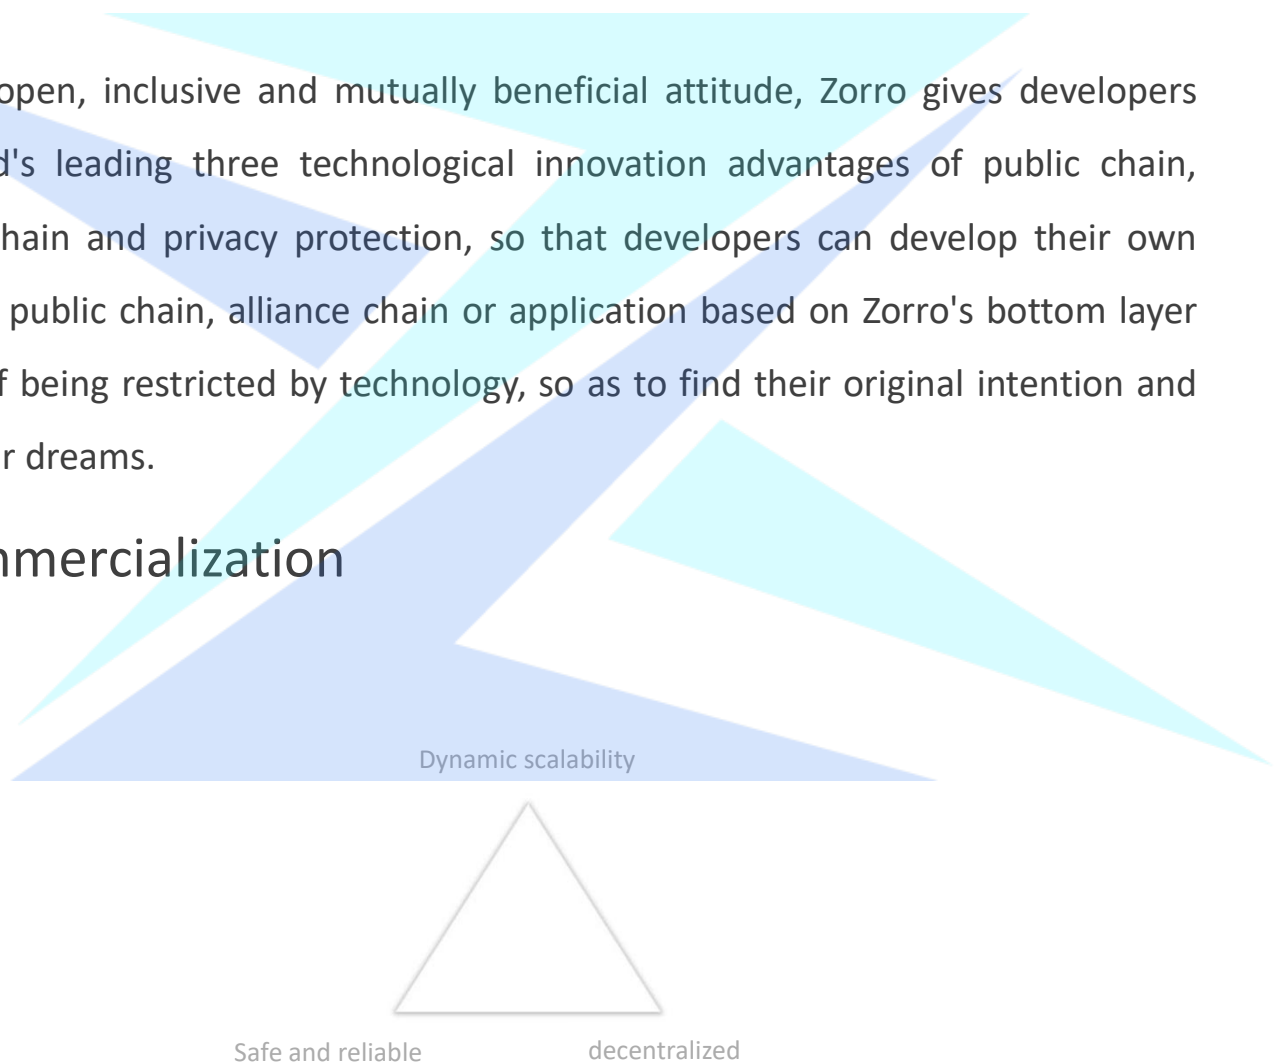 open, inclusive and mutually beneficial attitude, Zorro gives developers
d's leading three technological innovation advantages of public chain,
hain and privacy protection, so that developers can develop their own
public chain, alliance chain or application based on Zorro's bottom layer
f being restricted by technology, so as to find their original intention and
r dreams.
mmercialization
Dynamic scalability
Safe and reliable decentralized